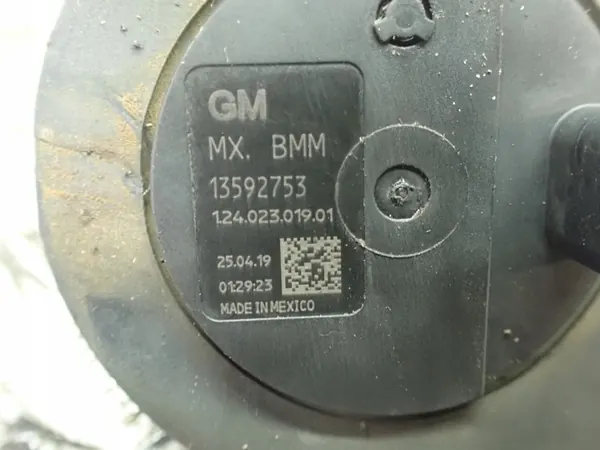 GM
MX. BMM
13592753
1.24.023.019.01
25.04.19
01:29:23
MADE IN MEXICO